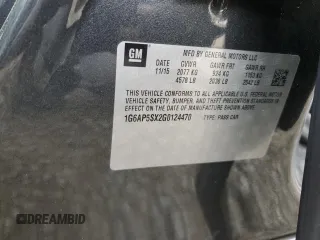 GM
MFD BY GENERAL MOTORS LLC
DATE GVWR GAWR FRT GAWR RR
11/15 2077 KG 924 KG 1153 KG
4578 LB 2036 LB 2542 LB
THIS VEHICLE CONFORMS TO ALL APPLICABLE
U.S. FEDERAL MOTOR VEHICLE SAFETY, BUMPER,
AND THEFT PREVENTION STANDARDS IN
EFFECT ON THE DATE OF MANUFACTURE
SHOWN ABOVE.
1G6AP5SX2G0124470 TYPE: PASS CAR
DREAMBID